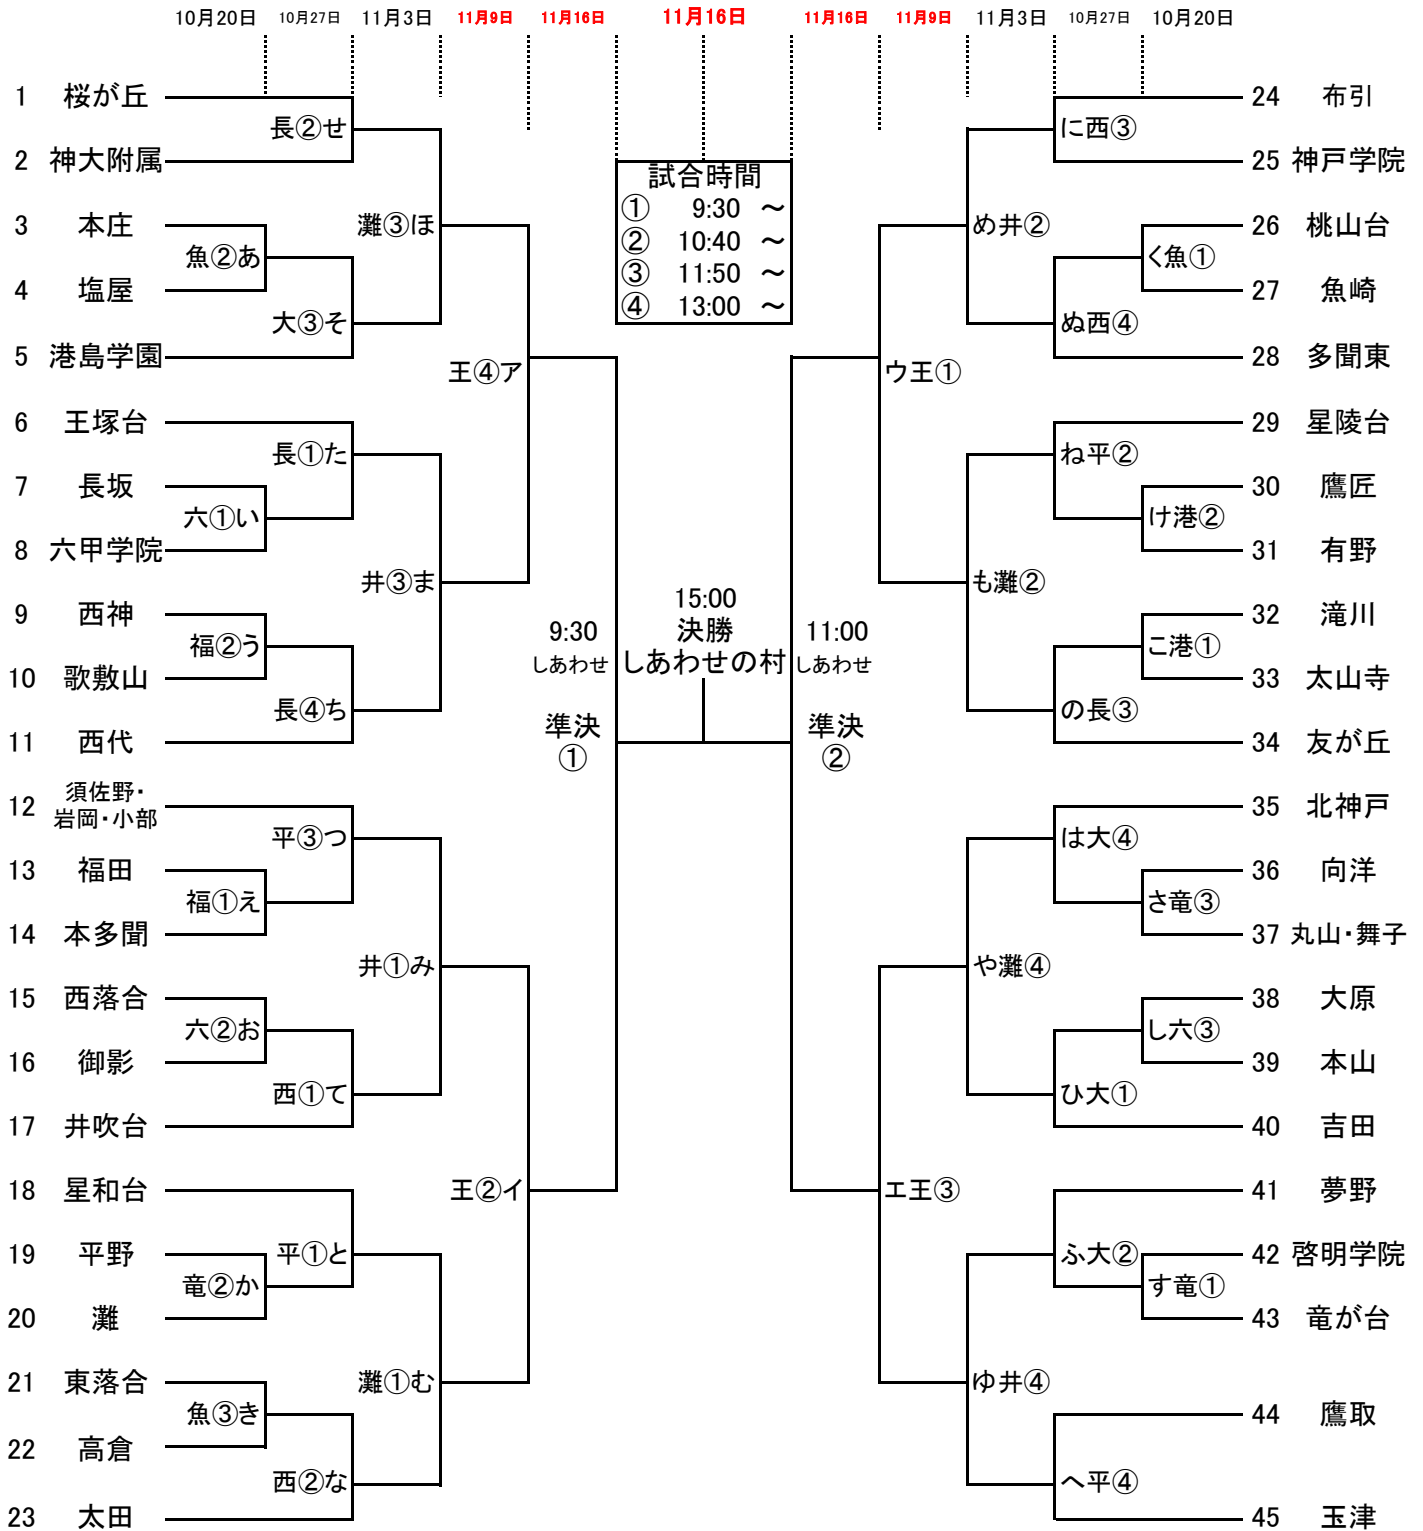 10月20日 10月27日 11月3日 11月9日 11月16日 11月16日 11月16日 11月9日 11月3日 10月27日 10月20日
1 桜が丘
長②せ
2 神大附属
3 本庄
灘③ほ
魚②あ
4 塩屋
大③そ
5 港島学園
王④ア
6 王塚台
長①た
7 長坂
六①い
8 六甲学院
井③ま
9 西神
福②う
10 歌敷山
長④ち
11 西代
12 須佐野・
岩岡・小部
平③つ
13 福田
福①え
14 本多聞
井①み
15 西落合
六②お
16 御影
西①て
17 井吹台
18 星和台
王②イ
19 平野
平①と
竜②か
20 灘
21 東落合
灘①む
魚③き
22 高倉
西②な
23 太田
試合時間
① 9:30 ～
② 10:40 ～
③ 11:50 ～
④ 13:00 ～
9:30
しあわせ
準決
①
15:00
決勝
しあわせの村
11:00
しあわせ
準決
②
24 布引
に西③
25 神戸学院
め井②
26 桃山台
く魚①
27 魚崎
ぬ西④
28 多聞東
ウ王①
29 星陵台
ね平②
30 鷹匠
け港②
31 有野
も灘②
32 滝川
こ港①
33 太山寺
の長③
34 友が丘
35 北神戸
は大④
36 向洋
さ竜③
37 丸山・舞子
や灘④
38 大原
し六③
39 本山
ひ大①
40 吉田
エ王③
41 夢野
ふ大②
42 啓明学院
す竜①
43 竜が台
ゆ井④
44 鷹取
へ平④
45 玉津